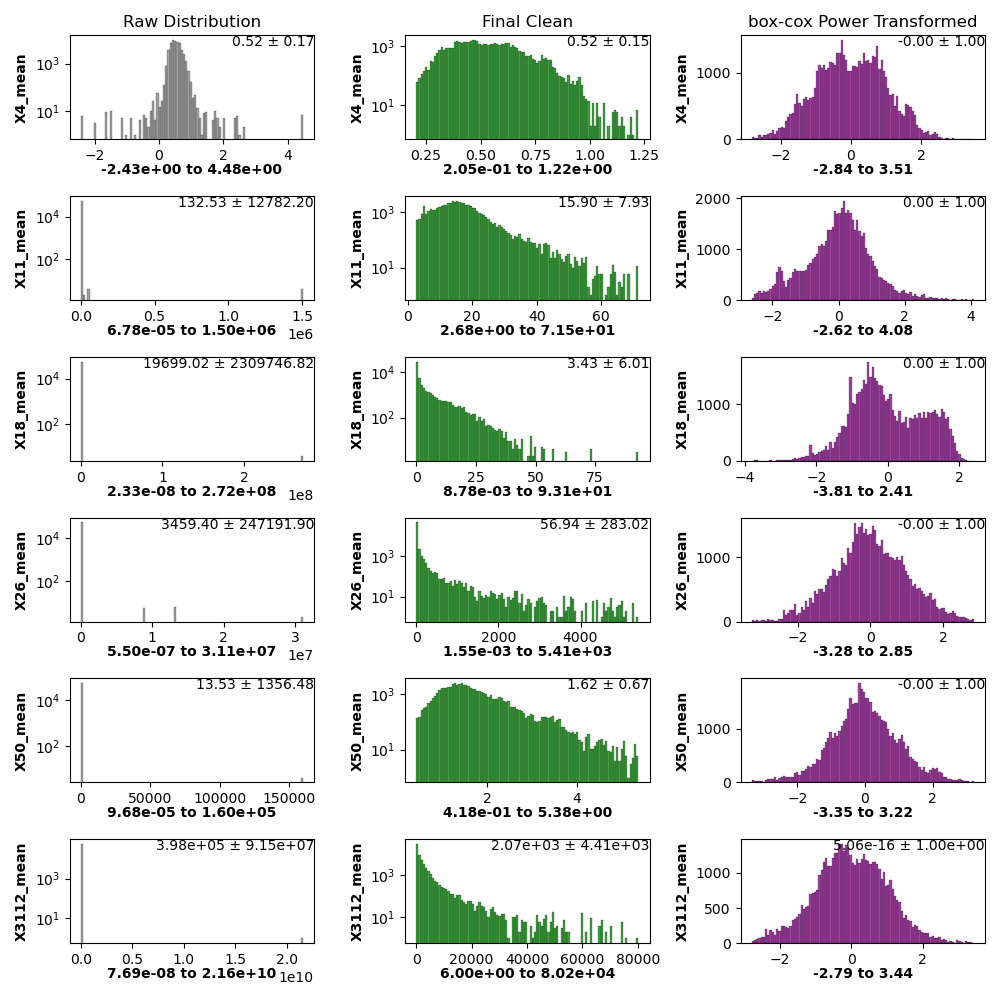 Raw Distribution Final Clean box-cox Power Transformed
X4_mean 10³ 10¹ 0.52 ± 0.17 X4_mean 10³ 10¹ 0.52 ± 0.15 X4_mean 1000 0 -0.00 ± 1.00
−2 0 2 4 0.25 0.50 0.75 1.00 1.25 −2 0 2
-2.43e+00 to 4.48e+00 2.05e-01 to 1.22e+00 -2.84 to 3.51
X11_mean 10⁴ 10² 132.53 ± 12782.20 X11_mean 10³ 10¹ 15.90 ± 7.93 X11_mean 2000 1000 0 0.00 ± 1.00
0.0 0.5 1.0 1.5 0 20 40 60 −2 0 2 4
6.78e-05 to 1.50e+06 1e6 2.68e+00 to 7.15e+01 -2.62 to 4.08
X18_mean 10⁴ 10² 19699.02 ± 2309746.82 X18_mean 10⁴ 10² 3.43 ± 6.01 X18_mean 1000 0 0.00 ± 1.00
0 1 2 0 25 50 75 −4 −2 0 2
2.33e-08 to 2.72e+08 1e8 8.78e-03 to 9.31e+01 -3.81 to 2.41
X26_mean 10⁴ 10² 3459.40 ± 247191.90 X26_mean 10³ 10¹ 56.94 ± 283.02 X26_mean 1000 0 -0.00 ± 1.00
0 1 2 3 0 2000 4000 −2 0 2
5.50e-07 to 3.11e+07 1e7 1.55e-03 to 5.41e+03 -3.28 to 2.85
X50_mean 10⁴ 10² 13.53 ± 1356.48 X50_mean 10³ 10¹ 1.62 ± 0.67 X50_mean 1000 0 -0.00 ± 1.00
0 50000 100000 150000 2 4 −2 0 2
9.68e-05 to 1.60e+05 4.18e-01 to 5.38e+00 -3.35 to 3.22
X3112_mean 10³ 10¹ 3.98e+05 ± 9.15e+07 X3112_mean 10³ 10¹ 2.07e+03 ± 4.41e+03 X3112_mean 1000 500 0 5.06e-16 ± 1.00e+00
0.0 0.5 1.0 1.5 2.0 0 20000 40000 60000 80000 −2 0 2
7.69e-08 to 2.16e+10 1e10 6.00e+00 to 8.02e+04 -2.79 to 3.44